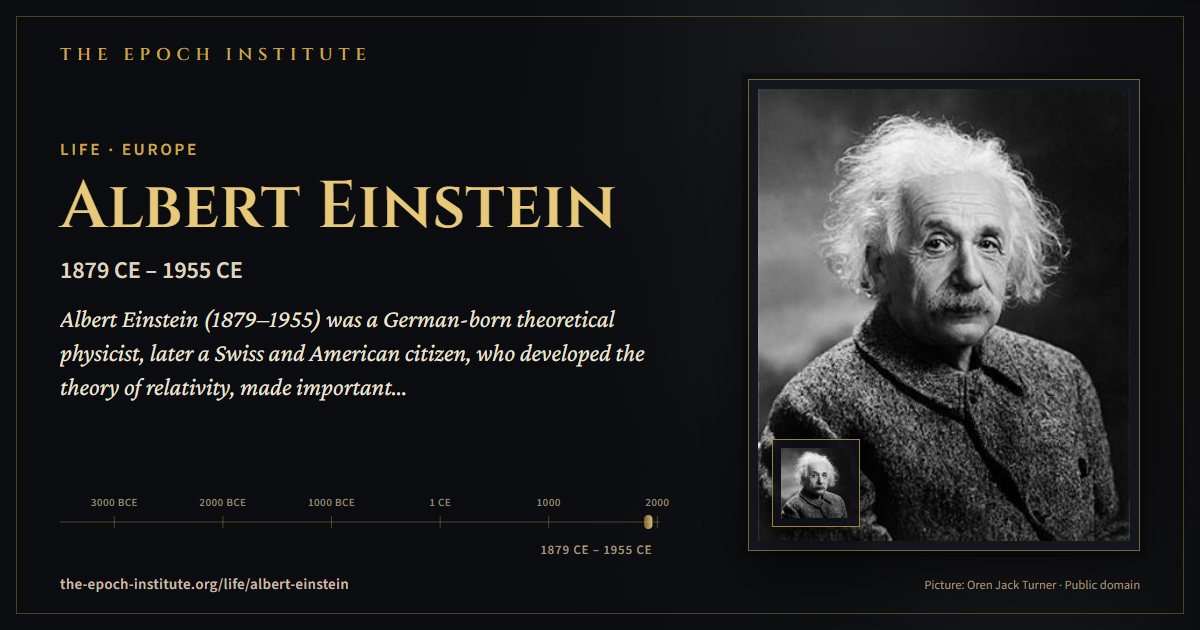 THE EPOCH INSTITUTE
LIFE · EUROPE
ALBERT EINSTEIN
1879 CE – 1955 CE
Albert Einstein (1879–1955) was a German-born theoretical
physicist, later a Swiss and American citizen, who developed the
theory of relativity, made important...
3000 BCE 2000 BCE 1000 BCE 1 CE 1000 2000
1879 CE – 1955 CE
the-epoch-institute.org/life/albert-einstein
Picture: Oren Jack Turner · Public domain